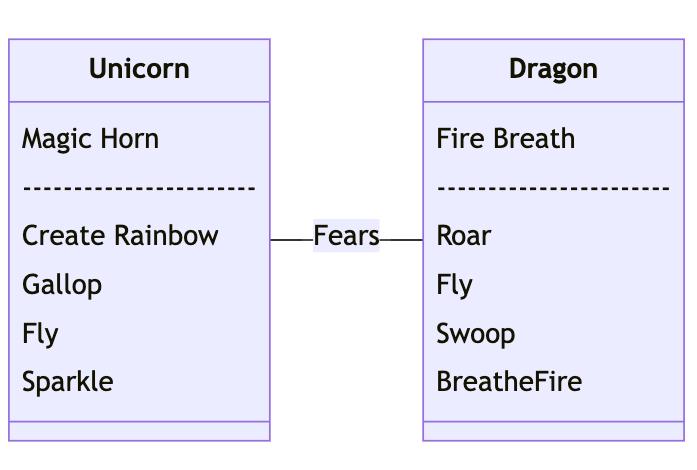 Unicorn
Magic Horn
-----------------------
Create Rainbow
Gallop
Fly
Sparkle
Fears
Dragon
Fire Breath
-----------------------
Roar
Fly
Swoop
BreatheFire